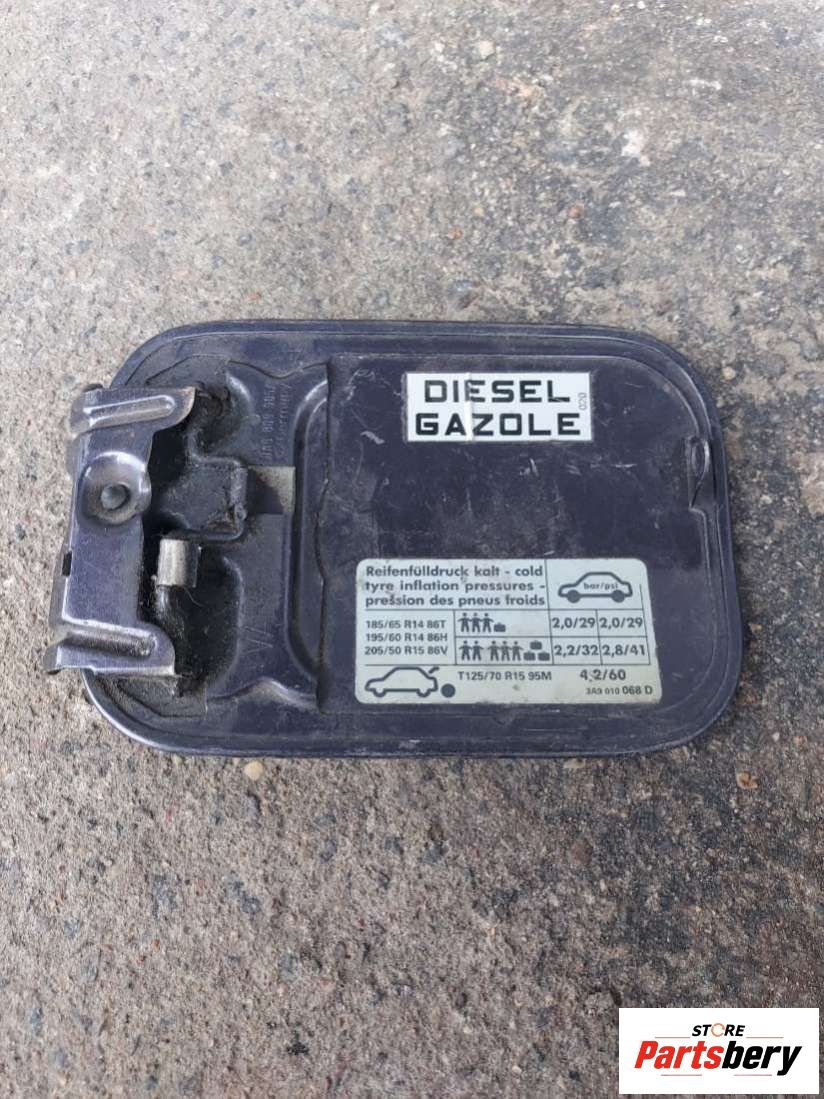 DIESEL
GAZOLE
020
Reifenfülldruck kalt - cold
tyre inflation pressures -
pression des pneus froids
bar/psi
185/65 R14 86T
195/60 R14 86H
205/50 R15 86V
2,0/29 2,0/29
2,2/32 2,8/41
T125/70 R15 95M 4,2/60
3A9 010 068 D
STORE
Partsbery